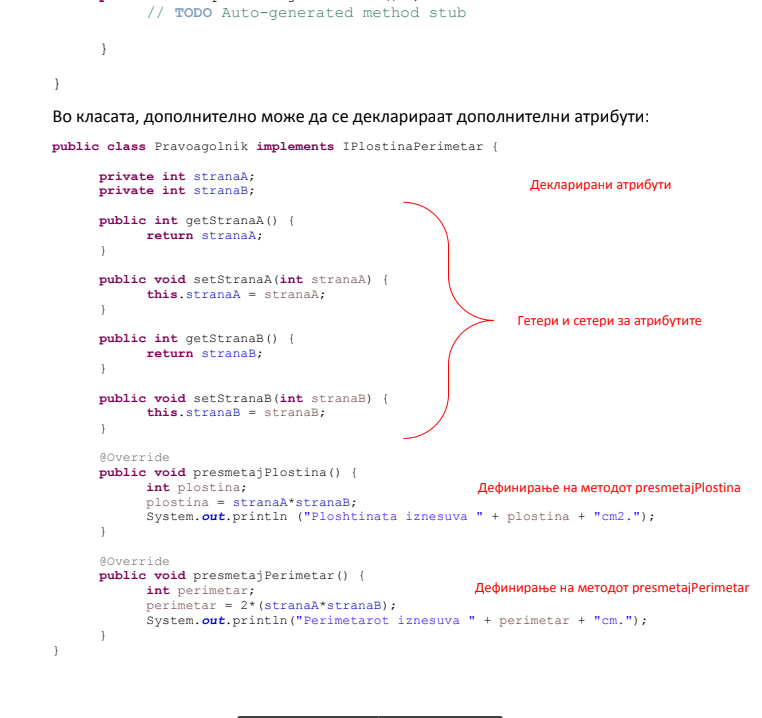 // TODO Auto-generated method stub
}
}
Во класата, дополнително може да се декларираат дополнителни атрибути:
public class Pravoagolnik implements IPlostinaPerimetar {
private int stranaA;
private int stranaB;
Декларирани атрибути
public int getStranaA() {
return stranaA;
}
public void setStranaA(int stranaA) {
this.stranaA = stranaA;
}
Гетери и сетери за атрибутите
public int getStranaB() {
return stranaB;
}
public void setStranaB(int stranaB) {
this.stranaB = stranaB;
}
@Override
public void presmetajPlostina() {
int plostina;
Дефинирање на методот presmetajPlostina
plostina = stranaA*stranaB;
System.out.println ("Ploshtinata iznesuva " + plostina + "cm2.");
}
@Override
public void presmetajPerimetar() {
int perimetar;
Дефинирање на методот presmetajPerimetar
perimetar = 2*(stranaA*stranaB);
System.out.println("Perimetarot iznesuva " + perimetar + "cm.");
}
}